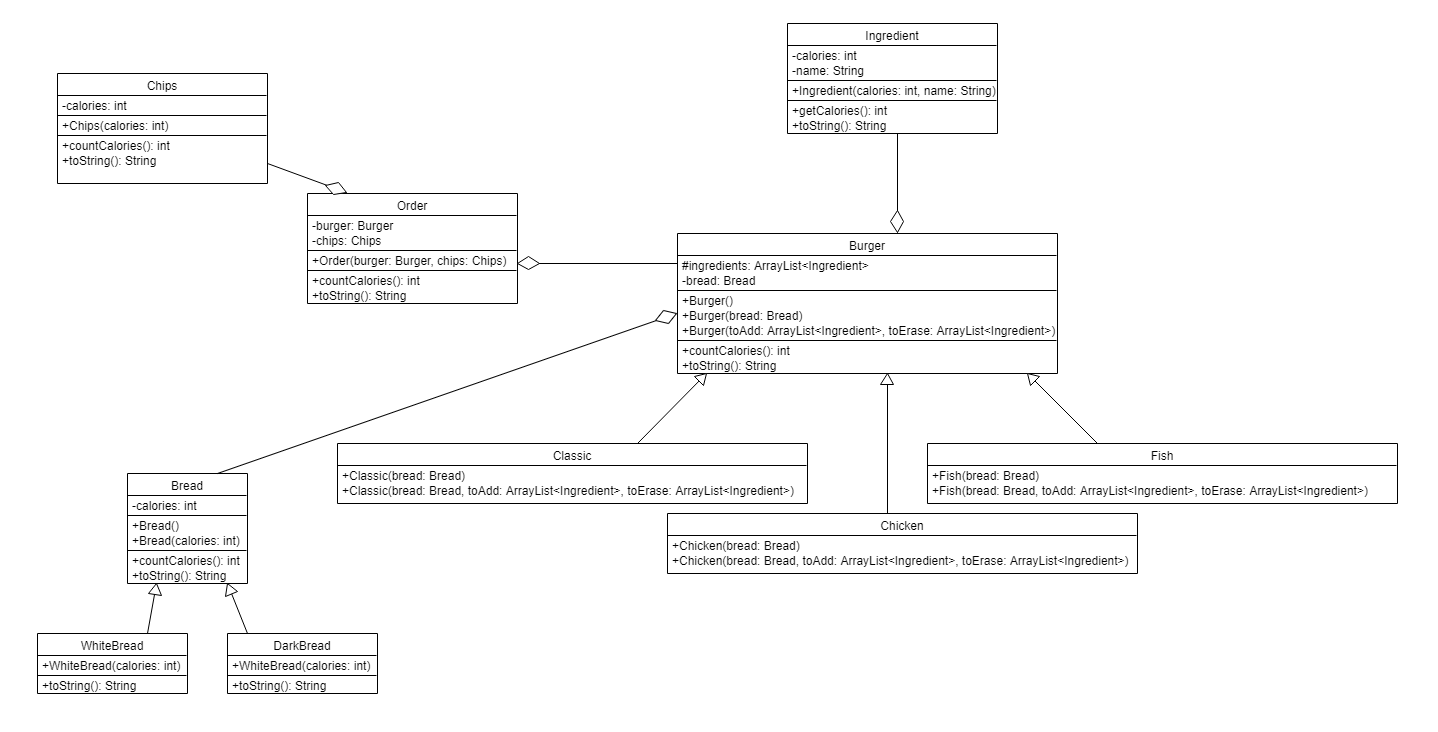 Ingredient
-calories: int
-name: String
+Ingredient(calories: int, name: String)
+getCalories(): int
+toString(): String
Chips
-calories: int
+Chips(calories: int)
+countCalories(): int
+toString(): String
Order
-burger: Burger
-chips: Chips
+Order(burger: Burger, chips: Chips)
+countCalories(): int
+toString(): String
Burger
#ingredients: ArrayList<Ingredient>
-bread: Bread
+Burger()
+Burger(bread: Bread)
+Burger(toAdd: ArrayList<Ingredient>, toErase: ArrayList<Ingredient>)
+countCalories(): int
+toString(): String
Classic
+Classic(bread: Bread)
+Classic(bread: Bread, toAdd: ArrayList<Ingredient>, toErase: ArrayList<Ingredient>)
Fish
+Fish(bread: Bread)
+Fish(bread: Bread, toAdd: ArrayList<Ingredient>, toErase: ArrayList<Ingredient>)
Chicken
+Chicken(bread: Bread)
+Chicken(bread: Bread, toAdd: ArrayList<Ingredient>, toErase: ArrayList<Ingredient>)
Bread
-calories: int
+Bread()
+Bread(calories: int)
+countCalories(): int
+toString(): String
WhiteBread
+WhiteBread(calories: int)
+toString(): String
DarkBread
+WhiteBread(calories: int)
+toString(): String